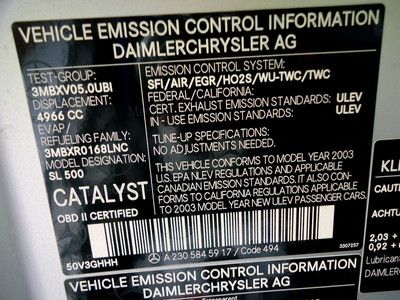 VEHICLE EMISSION CONTROL INFORMATION
DAIMLERCHRYSLER AG
TEST-GROUP:
3MBXV05.0UBI
DISPLACEMENT:
4966 CC
EVAP/
REFUELING FAMILY:
3MBXR0168LNC
MODEL DESIGNATION:
SL 500
CATALYST
OBD II CERTIFIED
50V3GHHH
EMISSION CONTROL SYSTEM:
SFI/AIR/EGR/HO2S/WU-TWC/TWC
FEDERAL/CALIFORNIA:
CERT. EXHAUST EMISSION STANDARDS: ULEV
IN - USE EMISSION STANDARDS: ULEV
TUNE-UP SPECIFICATIONS:
NO ADJUSTMENTS NEEDED.
THIS VEHICLE CONFORMS TO MODEL YEAR 2003
U.S. EPA NLEV REGULATIONS AND APPLICABLE
CANADIAN EMISSION STANDARDS. IT ALSO CON-
FORMS TO CALIFORNIA REGULATIONS APPLICABLE
TO 2003 MODEL YEAR NEW ULEV PASSENGER CARS.
A 230 584 59 17 / Code 494
3307257
KLI
ACHTU
2,03 +
0,92 +
Lubrican
DAIMLER
VEHICLE EMISSION CONTROL INFORMATION
DAIMLERCHRYSLER AG